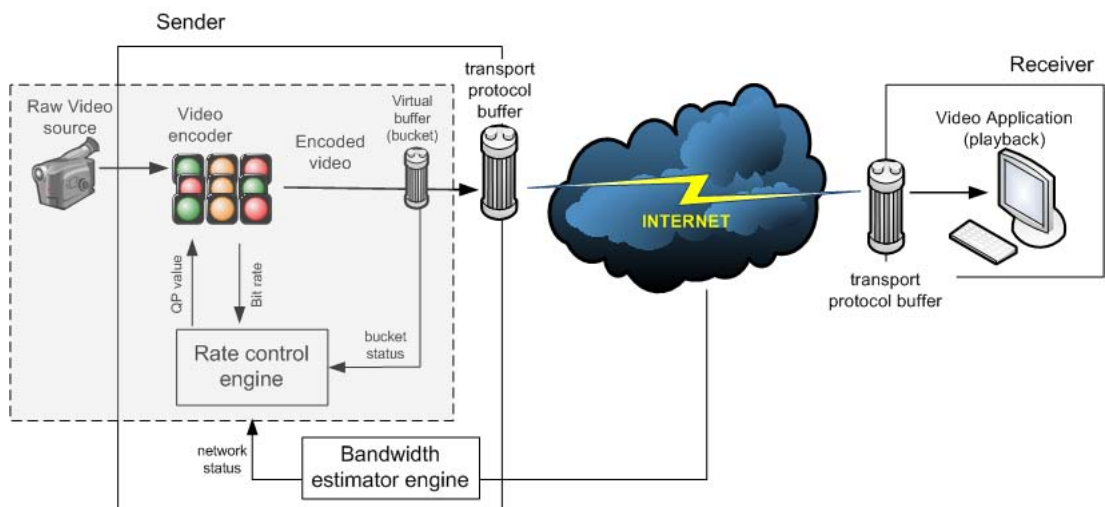 Sender
Receiver
Raw Video
source
Video
encoder
Encoded
video
Virtual
buffer
(bucket)
transport
protocol
buffer
INTERNET
Video Application
(playback)
transport
protocol buffer
QP value
Bit rate
bucket
status
Rate control
engine
network
status
Bandwidth
estimator engine